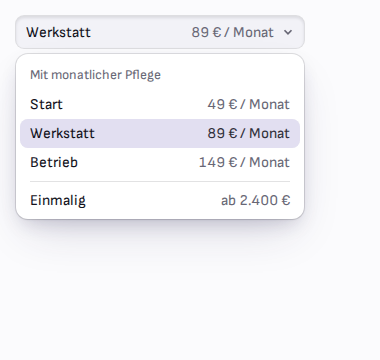 Werkstatt 89 € / Monat
Mit monatlicher Pflege
Start 49 € / Monat
Werkstatt 89 € / Monat
Betrieb 149 € / Monat
Einmalig ab 2.400 €